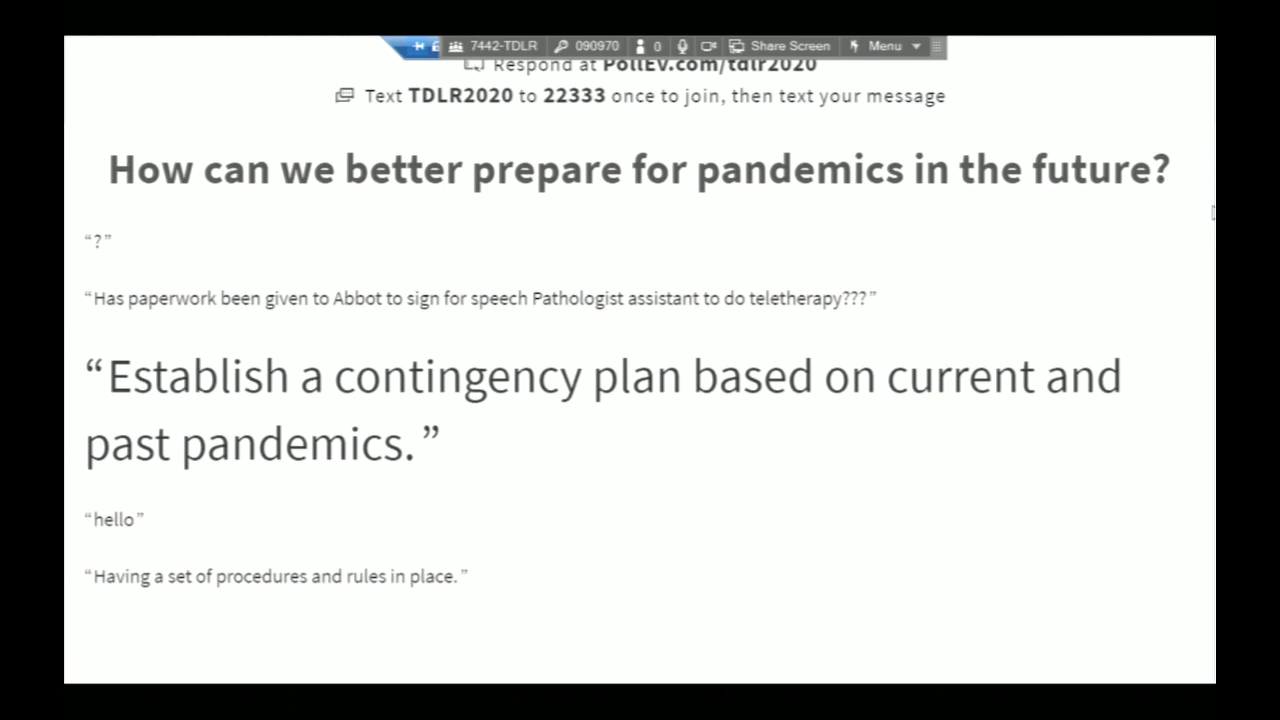 7442-TDLR 090970 0 Share Screen Menu
Respond at PollEv.com/tdlr2020
Text TDLR2020 to 22333 once to join, then text your message
How can we better prepare for pandemics in the future?
“?”
“Has paperwork been given to Abbot to sign for speech Pathologist assistant to do teletherapy???”
“Establish a contingency plan based on current and
past pandemics.”
“hello”
“Having a set of procedures and rules in place.”